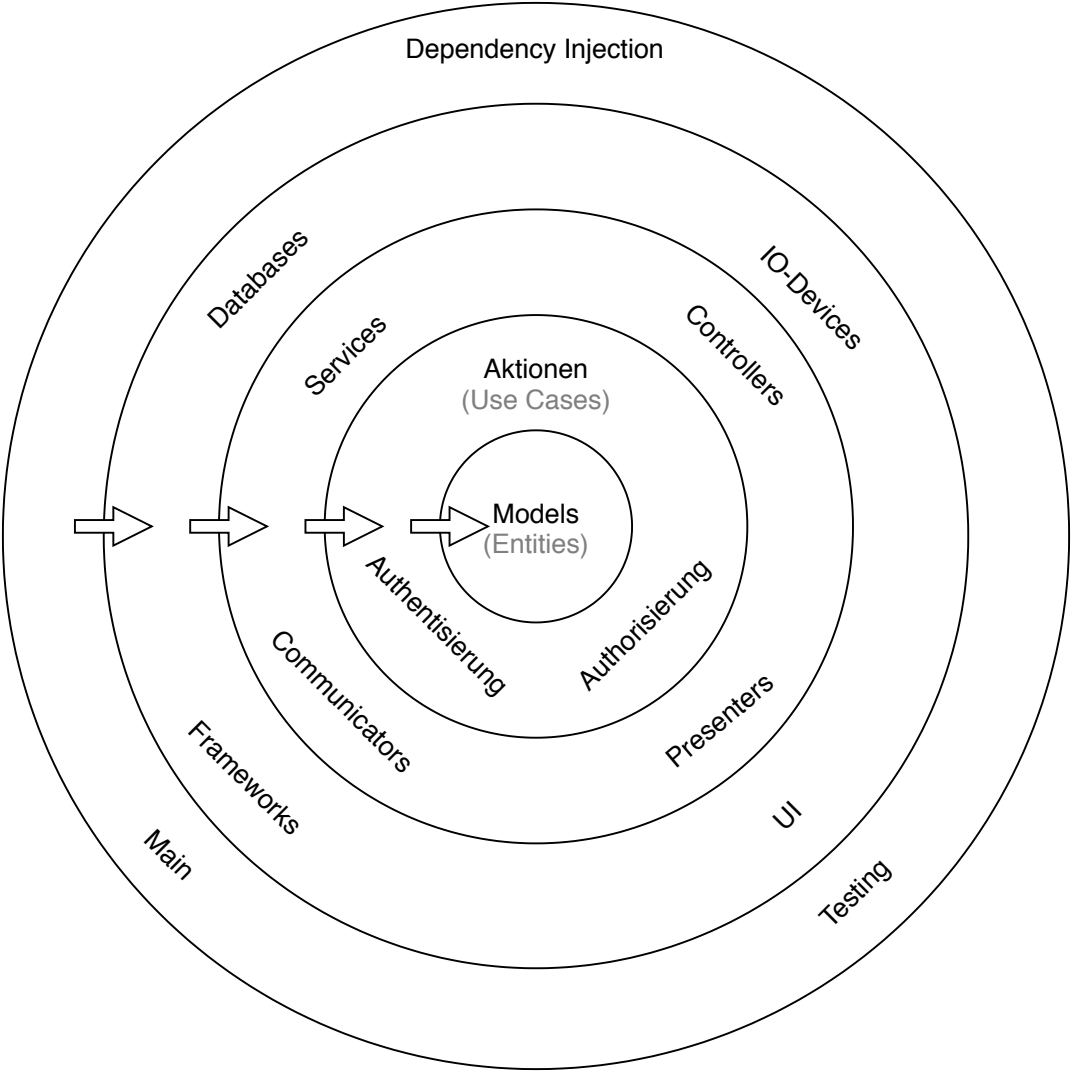 Dependency Injection
Databases
IO-Devices
Services
Controllers
Aktionen
(Use Cases)
Models
(Entities)
Authentisierung
Authorisierung
Communicators
Presenters
Frameworks
UI
Main
Testing